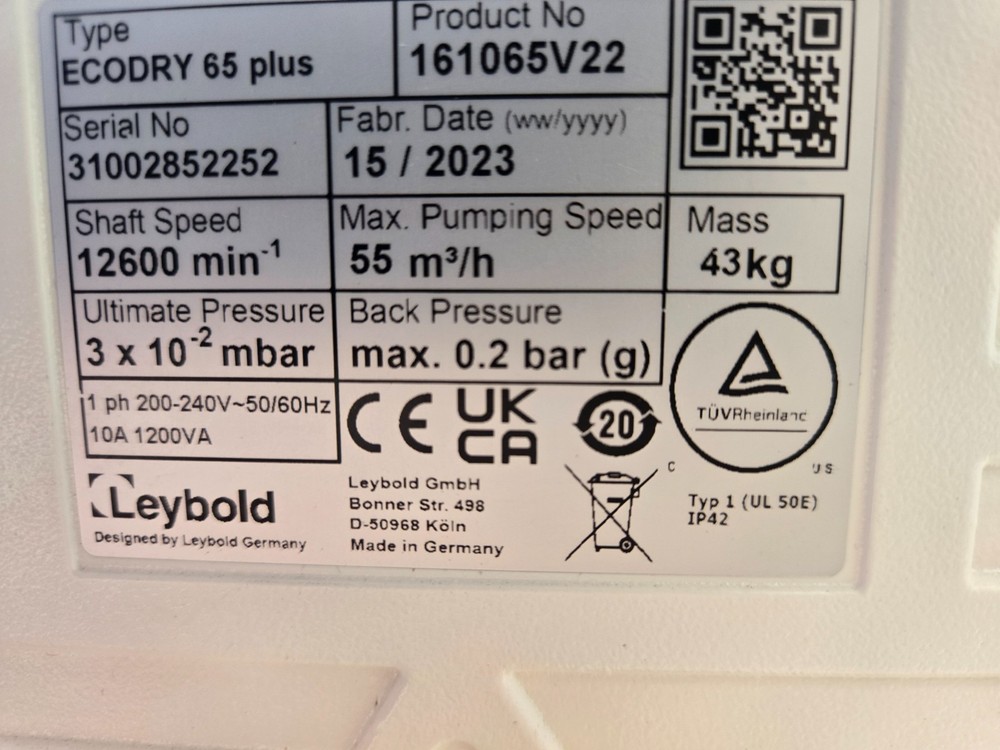 Type
ECODRY 65 plus
Product No
161065V22
Serial No
31002852252
Fabr. Date (ww/yyyy)
15 / 2023
Shaft Speed
12600 min⁻¹
Max. Pumping Speed
55 m³/h
Mass
43kg
Ultimate Pressure
3 x 10⁻² mbar
Back Pressure
max. 0.2 bar (g)
1 ph 200-240V~50/60Hz
10A 1200VA
CE
UK
CA
20
TÜVRheinland
C
US
Leybold
Designed by Leybold Germany
Leybold GmbH
Bonner Str. 498
D-50968 Köln
Made in Germany
Typ 1 (UL 50E)
IP42